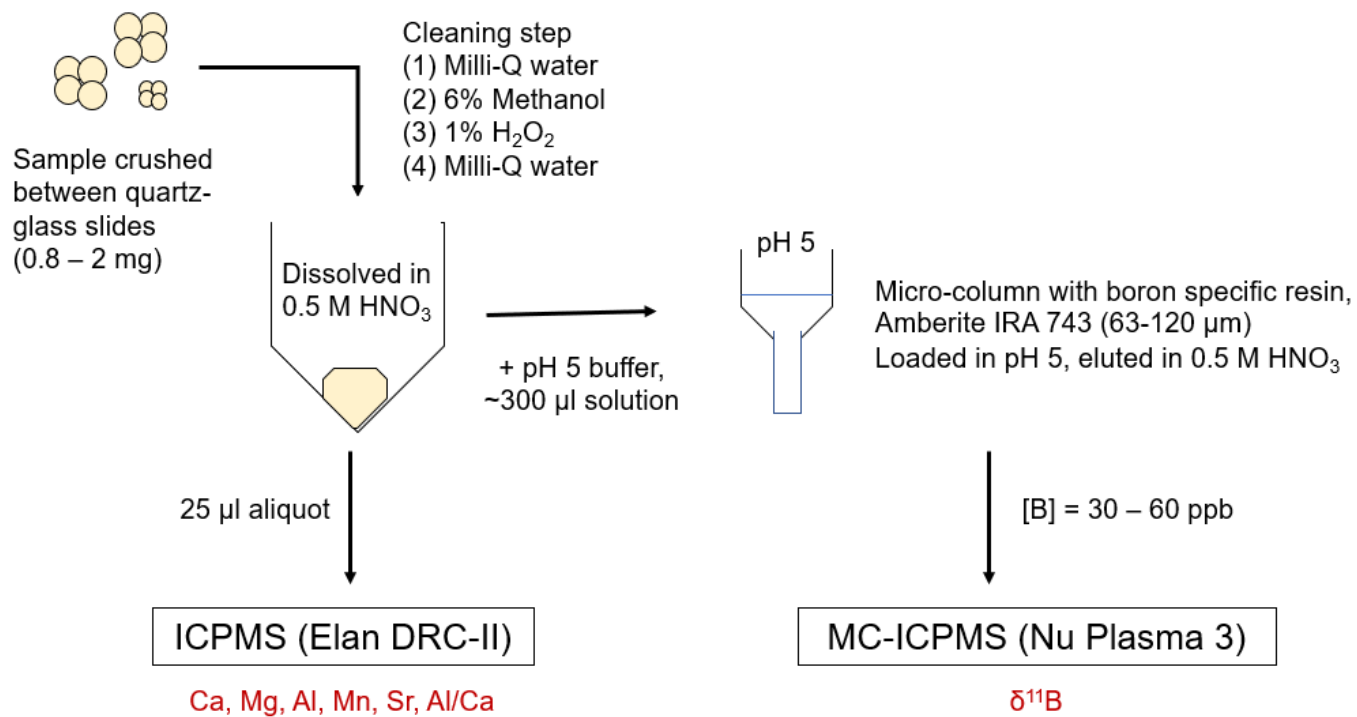 Cleaning step
(1) Milli-Q water
(2) 6% Methanol
(3) 1% H₂O₂
(4) Milli-Q water
Sample crushed
between quartz-
glass slides
(0.8 – 2 mg)
Dissolved in
0.5 M HNO₃
+ pH 5 buffer,
~300 µl solution
pH 5
Micro-column with boron specific resin,
Amberite IRA 743 (63-120 µm)
Loaded in pH 5, eluted in 0.5 M HNO₃
25 µl aliquot
[B] = 30 – 60 ppb
ICPMS (Elan DRC-II)
MC-ICPMS (Nu Plasma 3)
Ca, Mg, Al, Mn, Sr, Al/Ca
δ¹¹B